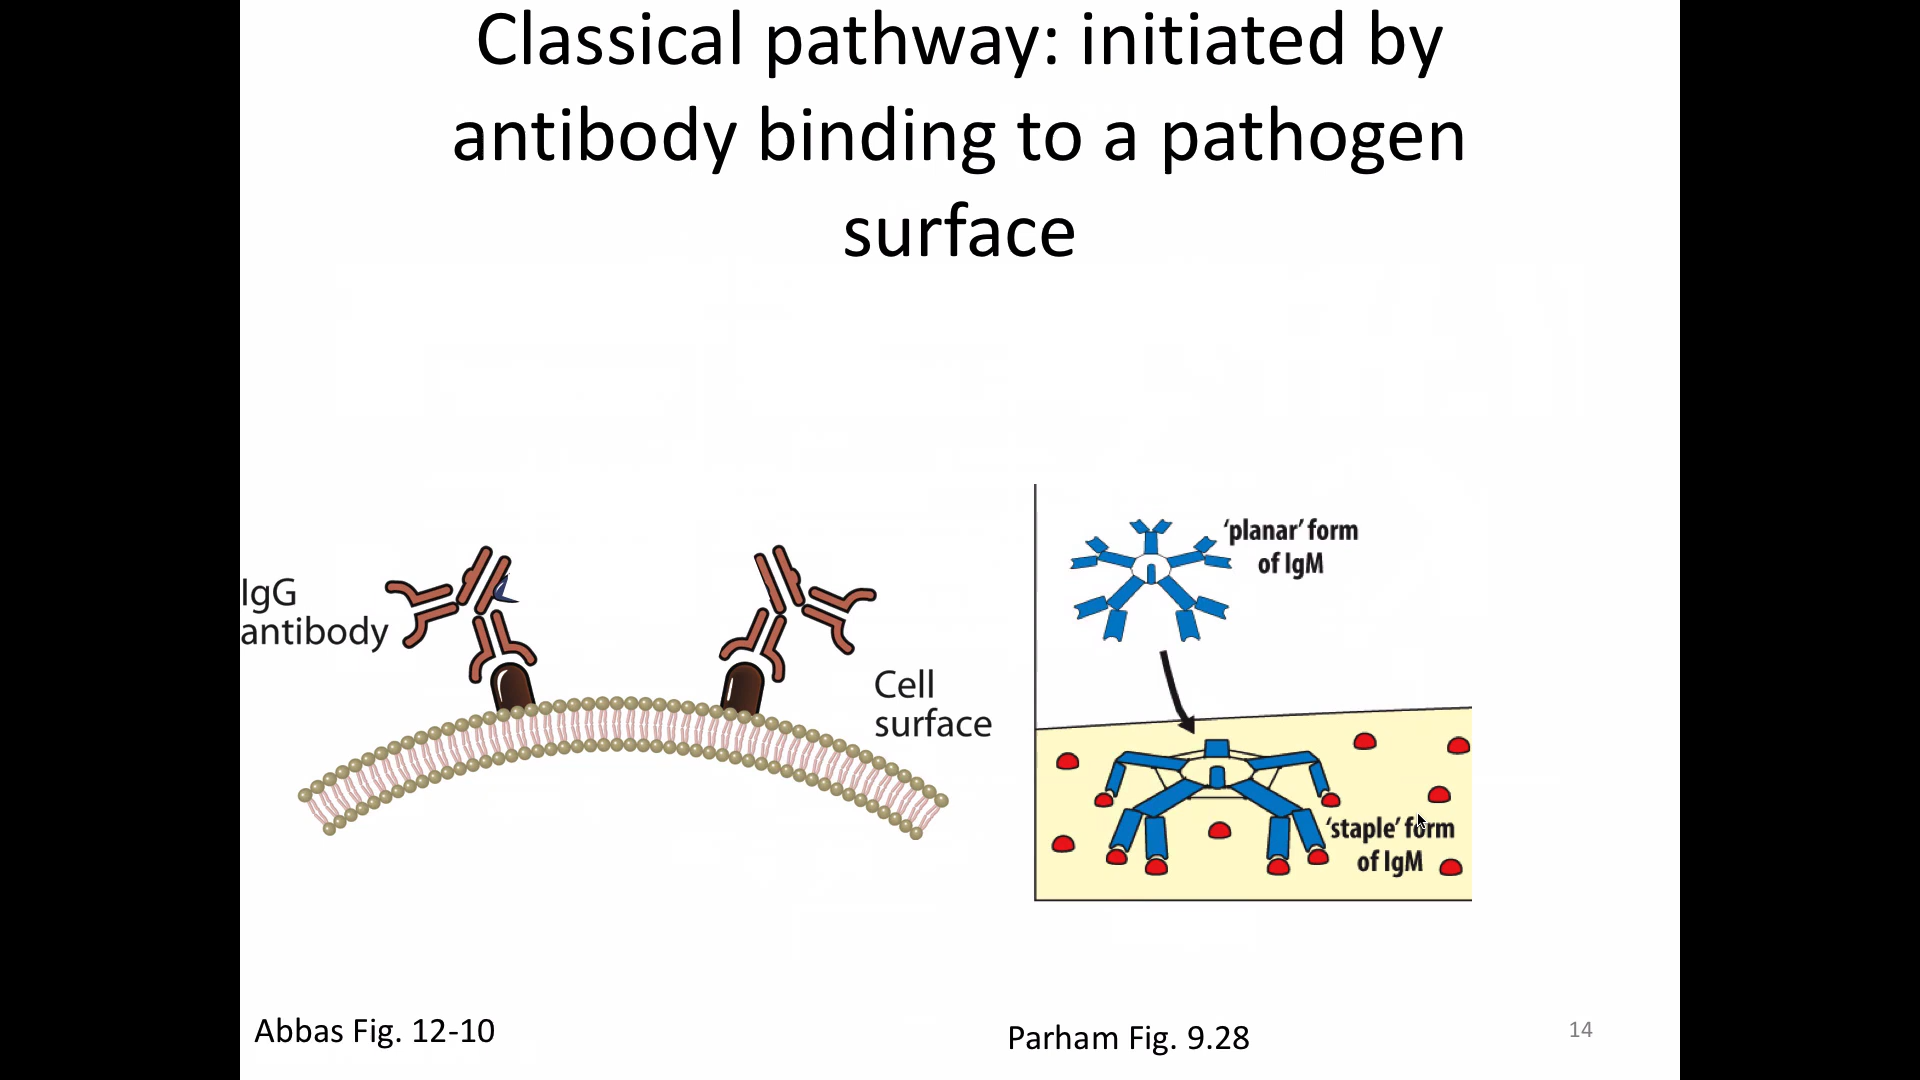 Classical pathway: initiated by
antibody binding to a pathogen
surface
IgG
antibody
Cell
surface
‘planar’ form
of IgM
‘staple’ form
of IgM
Abbas Fig. 12-10
Parham Fig. 9.28
14